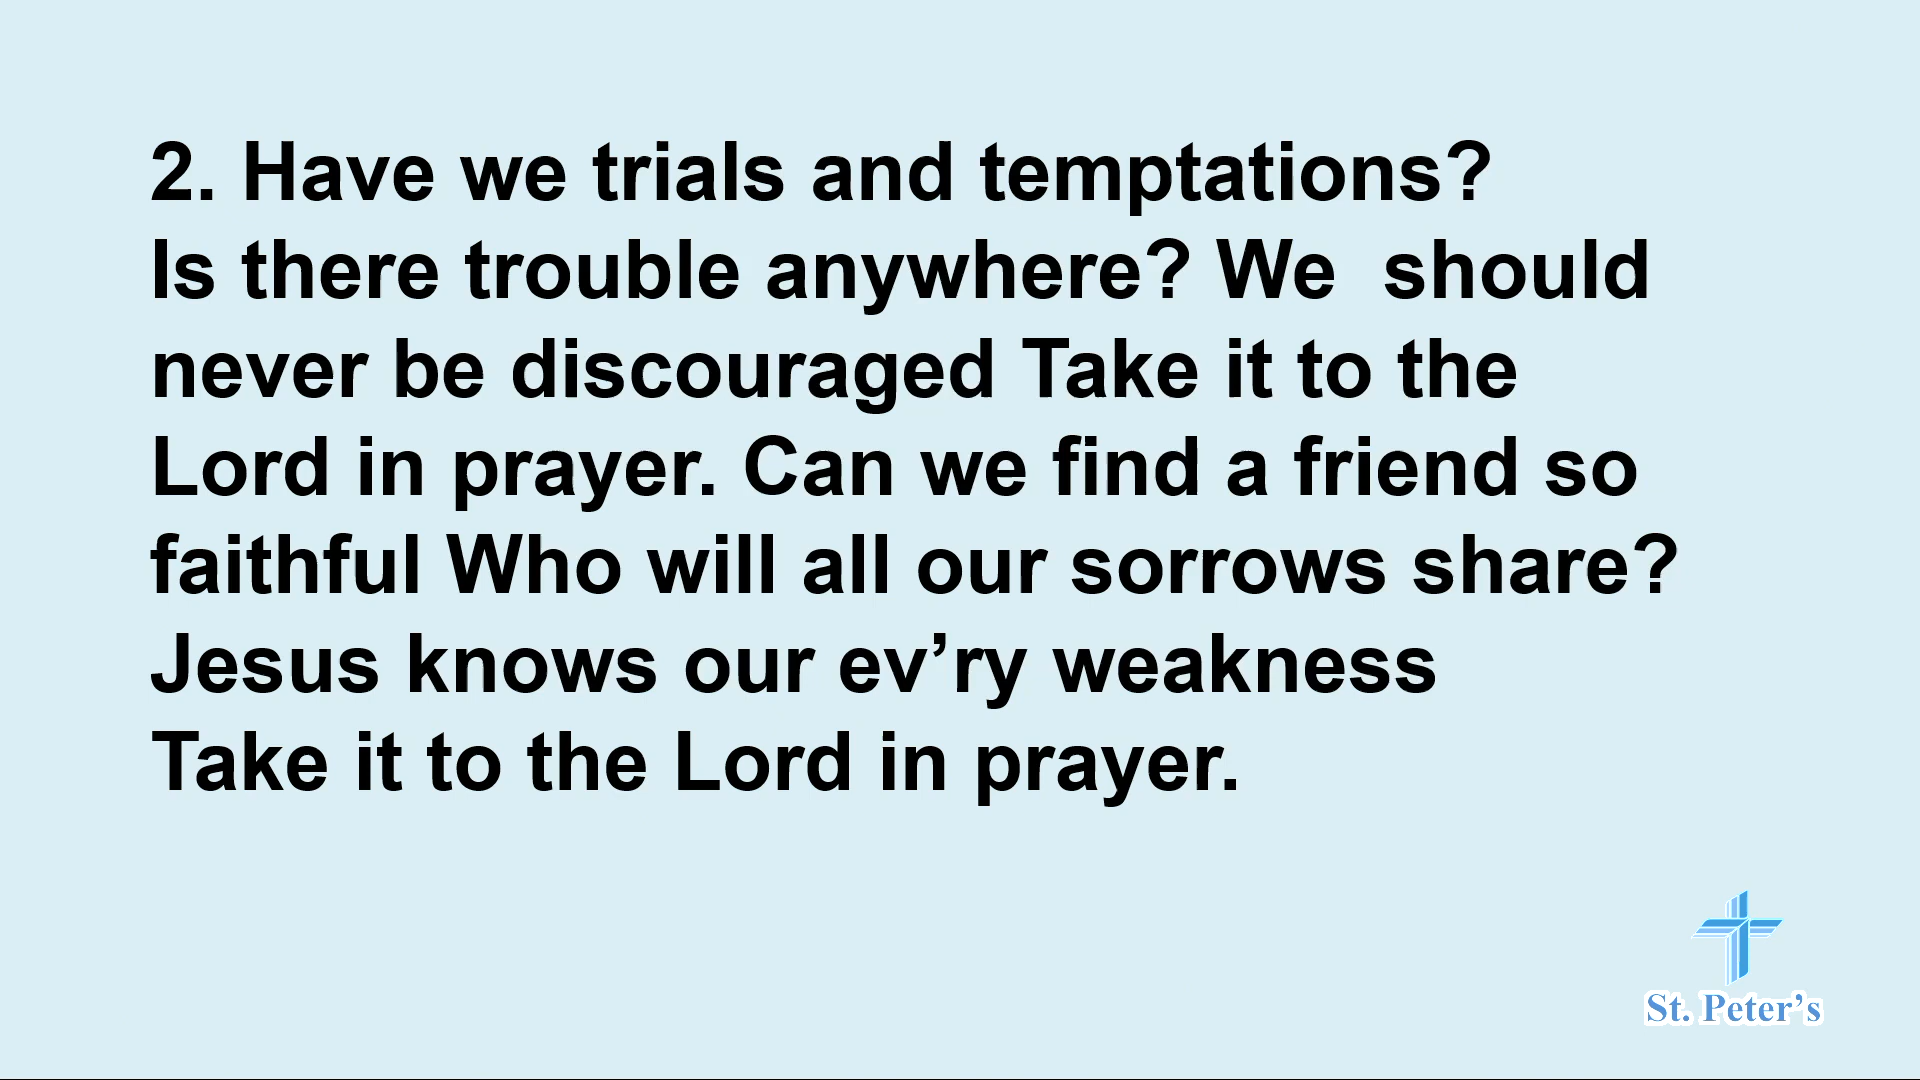 2. Have we trials and temptations?
Is there trouble anywhere? We  should
never be discouraged Take it to the
Lord in prayer. Can we find a friend so
faithful Who will all our sorrows share?
Jesus knows our ev’ry weakness
Take it to the Lord in prayer.
St. Peter’s